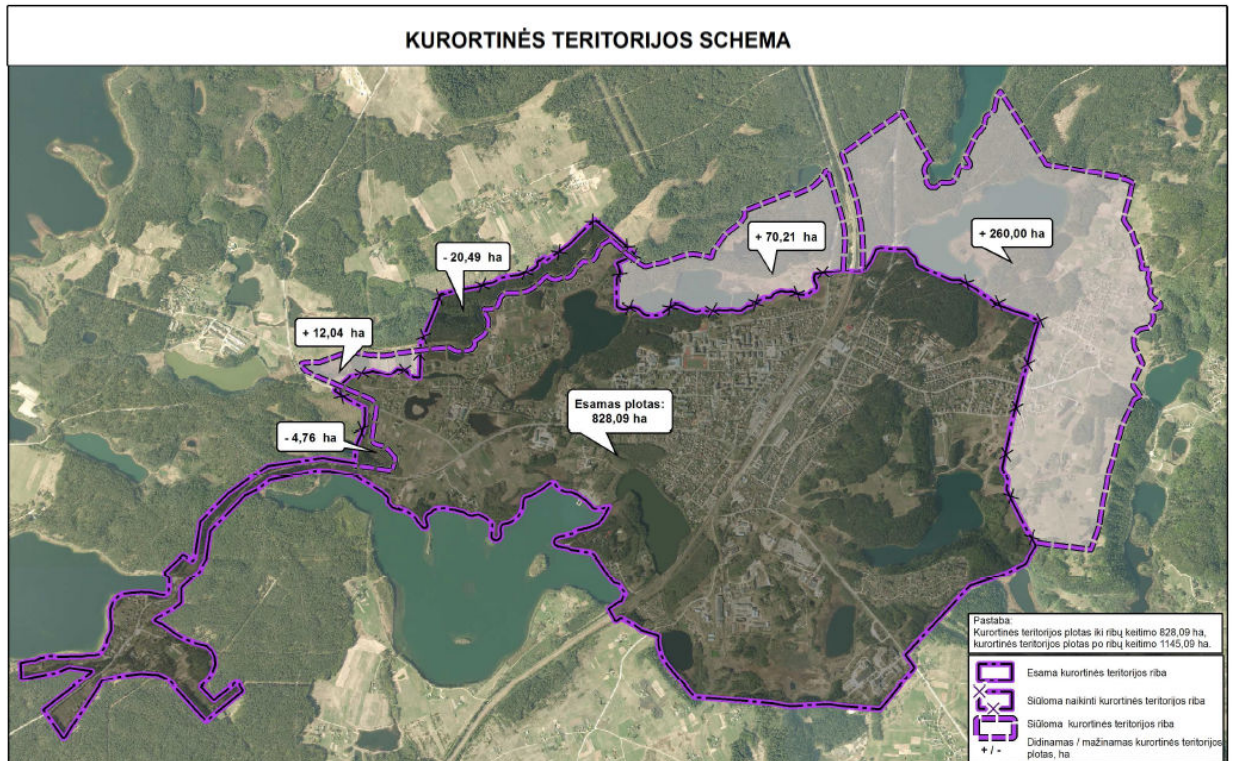 KURORTINĖS TERITORIJOS SCHEMA
+ 260,00 ha
+ 70,21 ha
- 20,49 ha
+ 12,04 ha
Esamas plotas:
828,09 ha
- 4,76 ha
Pastaba:
Kurortinės teritorijos plotas iki ribų keitimo 828,09 ha,
kurortinės teritorijos plotas po ribų keitimo 1145,09 ha.
Esama kurortinės teritorijos riba
Siūloma naikinti kurortinės teritorijos riba
Siūloma kurortinės teritorijos riba
+ / - Didinamas / mažinamas kurortinės teritorijos
plotas, ha